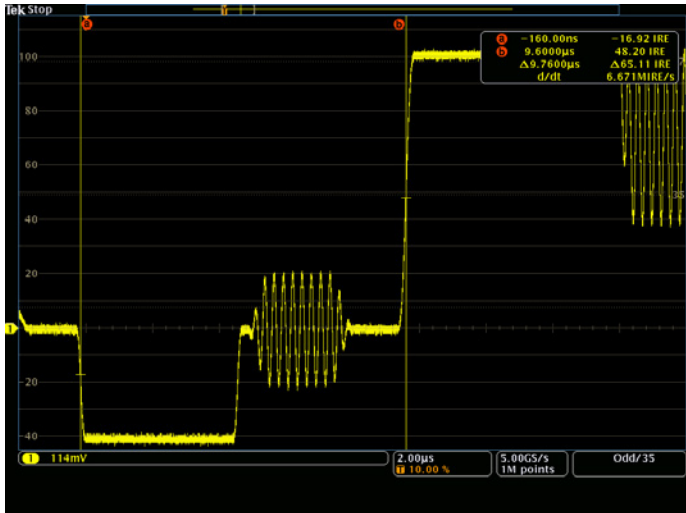 Tek Stop
T
a
b
a -160.00ns -16.92 IRE
b 9.6000µs 48.20 IRE
Δ9.7600µs Δ65.11 IRE
d/dt 6.671MIRE/s
100
80
60
40
20
1
-20
-40
1 114mV
2.00µs
T 10.00 %
5.00GS/s
1M points
Odd/35